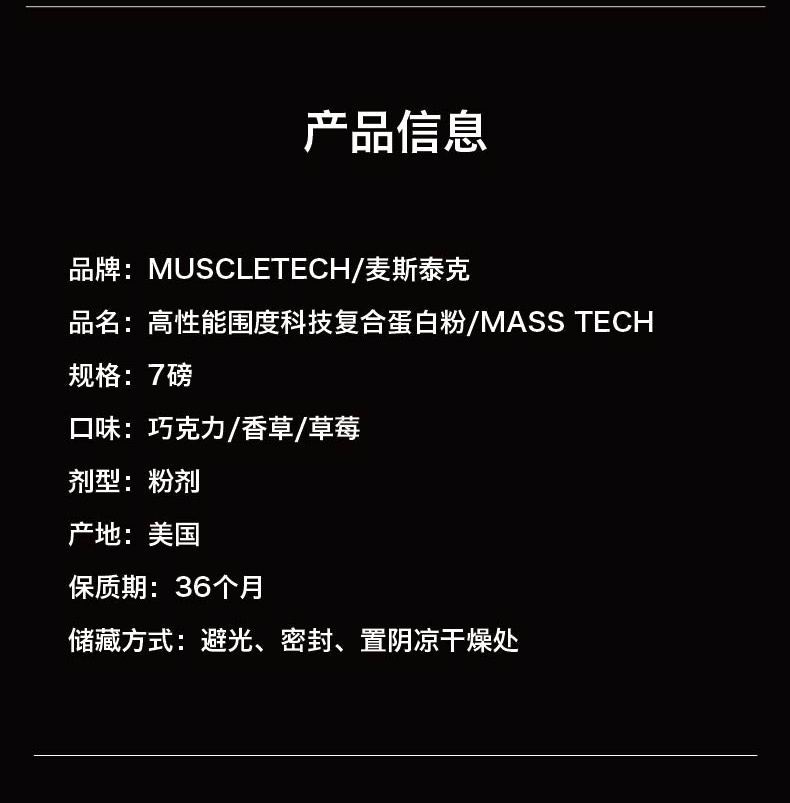 产品信息
品牌：MUSCLETECH/麦斯泰克
品名：高性能围度科技复合蛋白粉/MASS TECH
规格：7磅
口味：巧克力/香草/草莓
剂型：粉剂
产地：美国
保质期：36个月
储藏方式：避光、密封、置阴凉干燥处